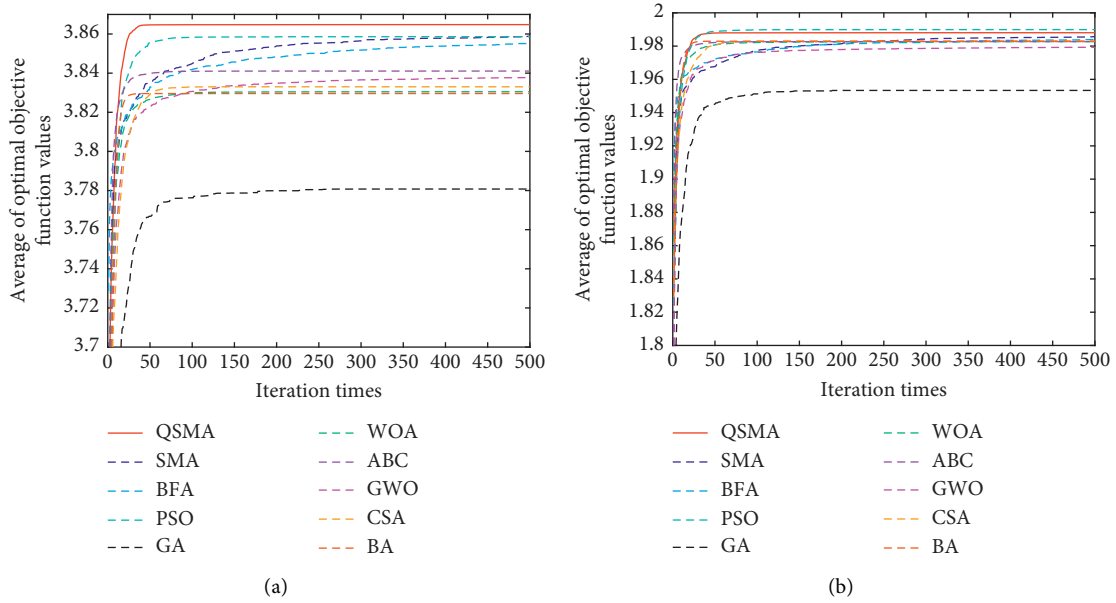 Average of optimal objective
function values
3.86
3.84
3.82
3.8
3.78
3.76
3.74
3.72
3.7
0 50 100 150 200 250 300 350 400 450 500
Iteration times
QSMA
SMA
BFA
PSO
GA
WOA
ABC
GWO
CSA
BA
(a)
Average of optimal objective
function values
2
1.98
1.96
1.94
1.92
1.9
1.88
1.86
1.84
1.82
1.8
0 50 100 150 200 250 300 350 400 450 500
Iteration times
QSMA
SMA
BFA
PSO
GA
WOA
ABC
GWO
CSA
BA
(b)